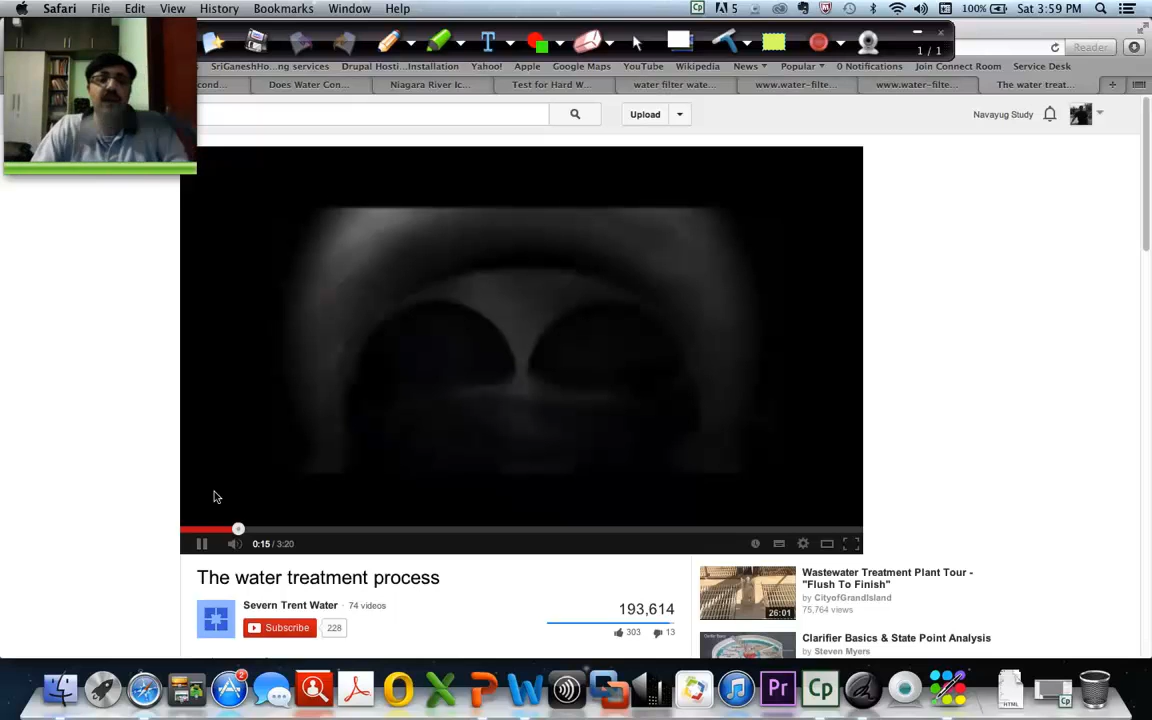 Safari File Edit View History Bookmarks Window Help
5 100% Sat 3:59 PM
T
1 / 1
Reader
SriGaneshHo...ng services Drupal Hosti...Installation Yahoo! Apple Google Maps YouTube Wikipedia News Popular 0 Notifications Join Connect Room Service Desk
cond... Does Water Con... Niagara River Ic... Test for Hard W... water filter wate... www.water-filte... www.water-filte... The water treat...
Upload
Navayug Study
0:15 / 3:20
The water treatment process
Severn Trent Water · 74 videos
Subscribe 228
193,614
303 13
Wastewater Treatment Plant Tour -
"Flush To Finish"
by CityofGrandIsland
75,764 views
26:01
Clarifier Basics & State Point Analysis
by Steven Myers
HTML
Pr
Cp